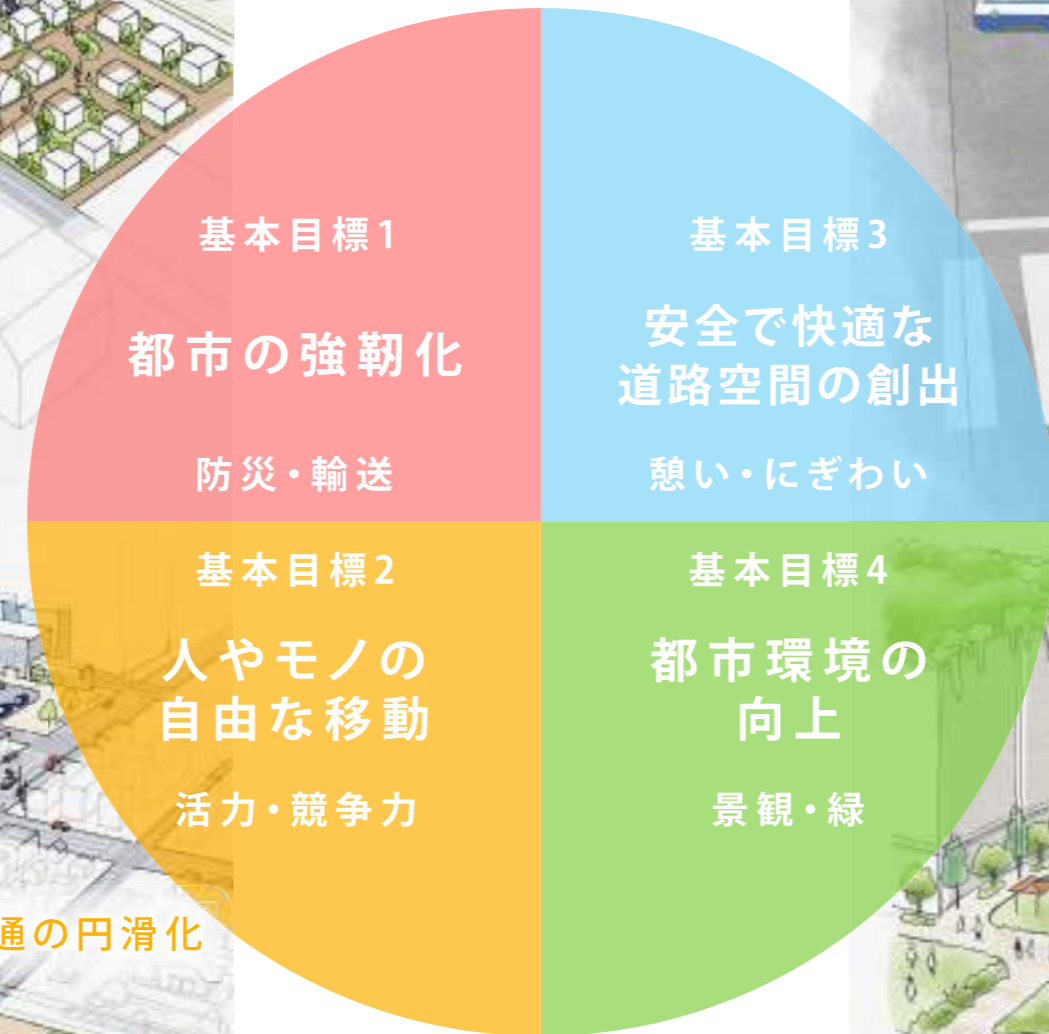 基本目標1
都市の強靭化
防災・輸送
基本目標3
安全で快適な
道路空間の創出
憩い・にぎわい
基本目標2
人やモノの
自由な移動
活力・競争力
基本目標4
都市環境の
向上
景観・緑
通の円滑化